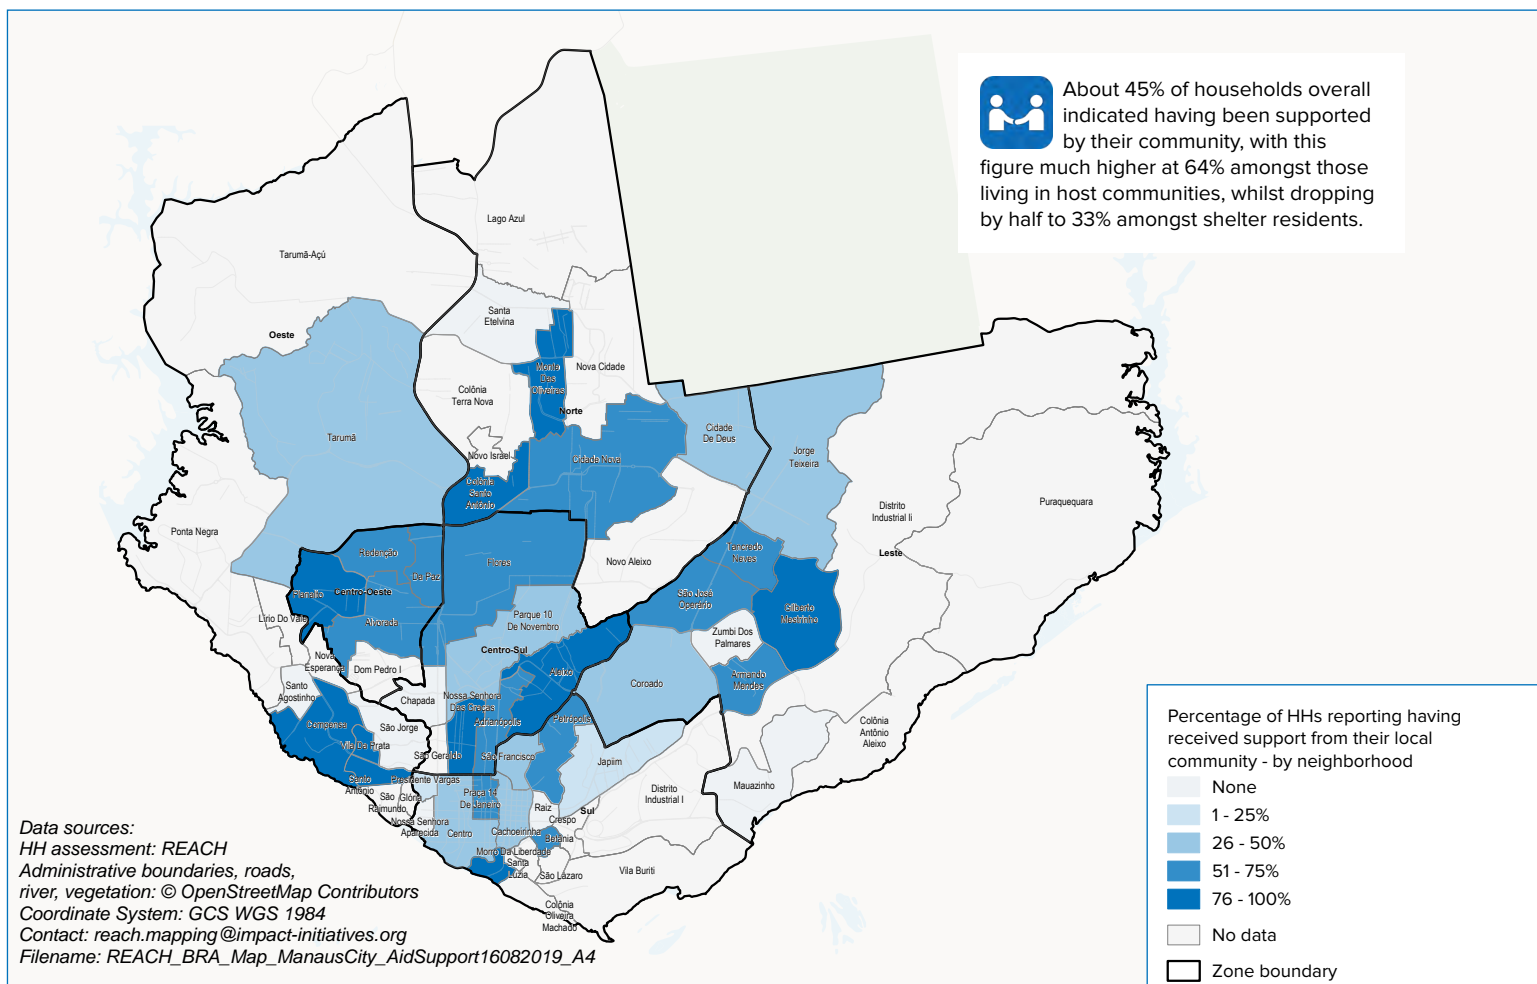 About 45% of households overall
indicated having been supported
by their community, with this
figure much higher at 64% amongst those
living in host communities, whilst dropping
by half to 33% amongst shelter residents.
Lago Azul
Tarumã-Açú
Santa
Etelvina
Oeste
Nova Cidade
Monte
Das
Oliveiras
Colônia
Terra Nova
Norte
Cidade
De Deus
Tarumã
Jorge
Teixeira
Novo Israel
Cidade Nova
Colônia
Santo
Antônio
Puraquequara
Distrito
Industrial Ii
Ponta Negra
Leste
Redenção
Da Paz
Flores
Novo Aleixo
Tancredo
Neves
Planalto
Centro-Oeste
São José
Operário
Gilberto
Mestrinho
Lírio Do Vale
Alvorada
Parque 10
De Novembro
Zumbi Dos
Palmares
Centro-Sul
Nova
Esperança
Dom Pedro I
Aleixo
Armando
Mendes
Coroado
Santo
Agostinho
Chapada
Nossa Senhora
Das Graças
Adrianópolis
Petrópolis
Compensa
São Jorge
Vila Da Prata
Colônia
Antônio
Aleixo
São Geraldo
São Francisco
Japiim
Santo
Antônio
Presidente Vargas
Mauazinho
São
Raimundo
Glória
Praça 14
De Janeiro
Distrito
Industrial I
Raiz
Sul
Crespo
Nossa Senhora
Aparecida
Centro
Cachoeirinha
Betânia
Morro Da Liberdade
Santa
Luzia
São Lázaro
Vila Buriti
Colônia
Oliveira
Machado
Data sources:
HH assessment: REACH
Administrative boundaries, roads,
river, vegetation: © OpenStreetMap Contributors
Coordinate System: GCS WGS 1984
Contact: reach.mapping@impact-initiatives.org
Filename: REACH_BRA_Map_ManausCity_AidSupport16082019_A4
Percentage of HHs reporting having
received support from their local
community - by neighborhood
None
1 - 25%
26 - 50%
51 - 75%
76 - 100%
No data
Zone boundary